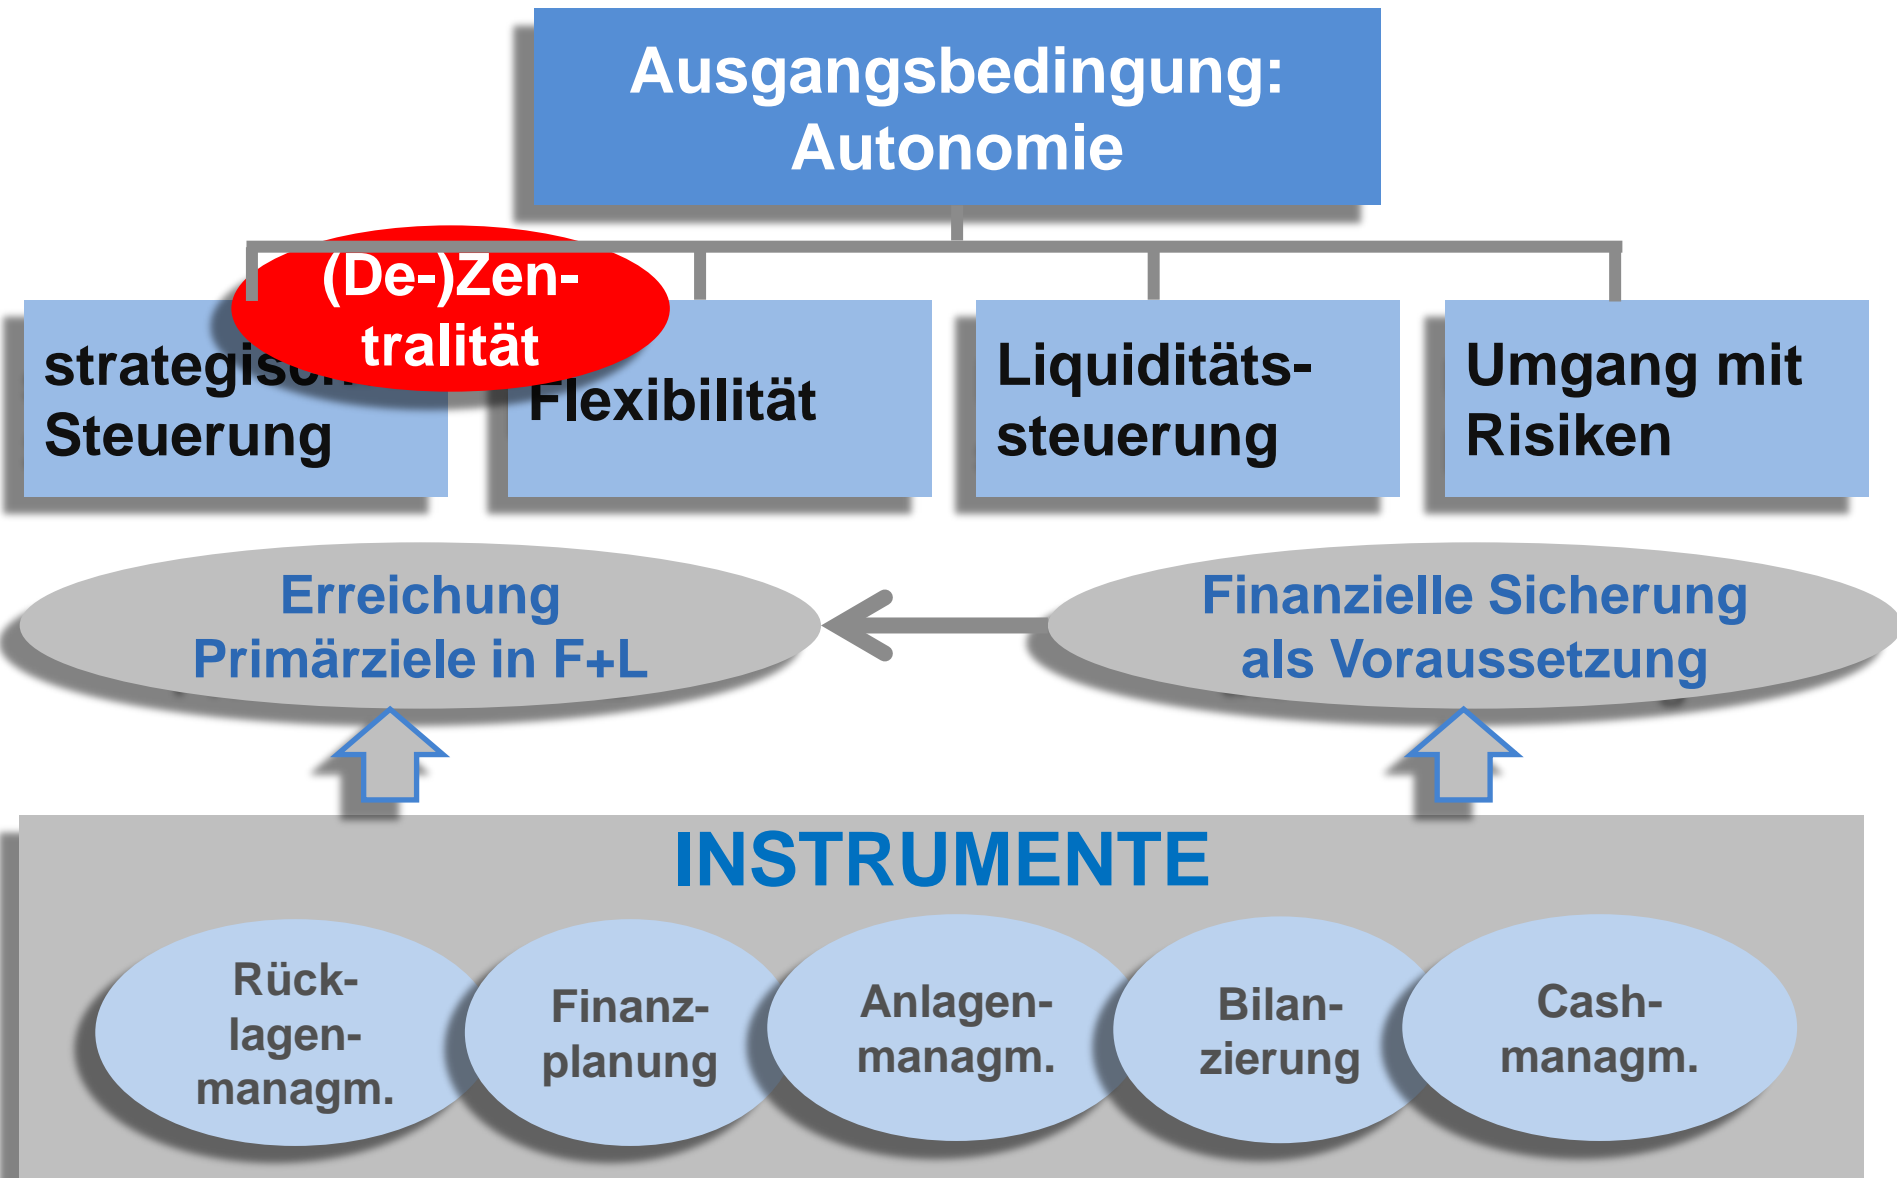 Ausgangsbedingung:
Autonomie
(De-)Zen-
tralität
Steuerung
Flexibilität
Liquiditäts-
steuerung
Umgang mit
Risiken
Erreichung
Primärziele in F+L
Finanzielle Sicherung
als Voraussetzung
INSTRUMENTE
Rück-
lagen-
managm.
Finanz-
planung
Anlagen-
managm.
Bilan-
zierung
Cash-
managm.